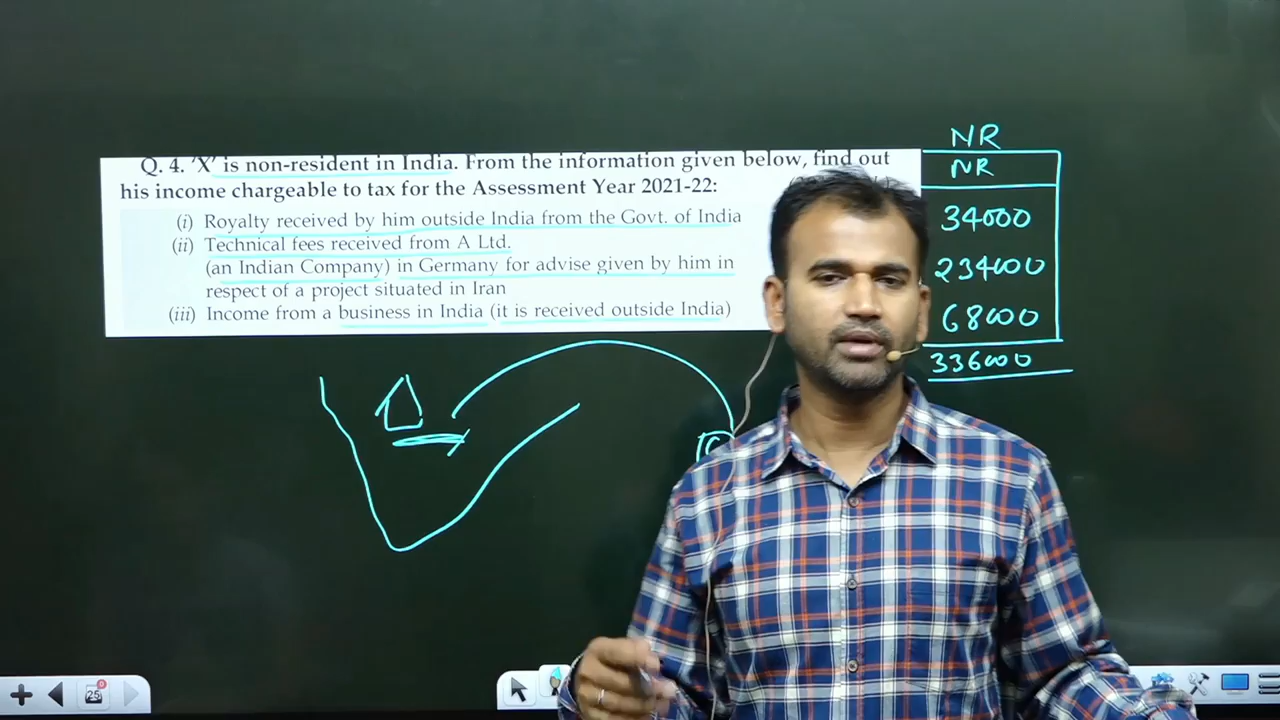 NR
Q. 4. 'X' is non-resident in India. From the information given below, find out
NR
his income chargeable to tax for the Assessment Year 2021-22:
(i) Royalty received by him outside India from the Govt. of India
34000
(ii) Technical fees received from A Ltd.
(an Indian Company) in Germany for advise given by him in
234000
respect of a project situated in Iran
(iii) Income from a business in India (it is received outside India)
68000
336000
25